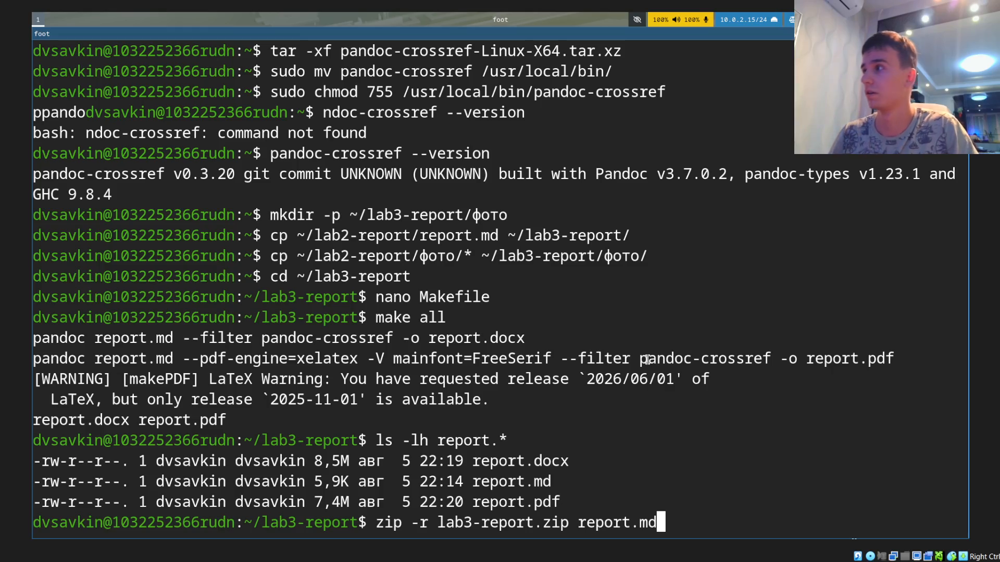 1
foot
100% 100%
10.0.2.15/24
foot
dvsavkin@1032252366rudn:~$ tar -xf pandoc-crossref-Linux-X64.tar.xz
dvsavkin@1032252366rudn:~$ sudo mv pandoc-crossref /usr/local/bin/
dvsavkin@1032252366rudn:~$ sudo chmod 755 /usr/local/bin/pandoc-crossref
ppandodvsavkin@1032252366rudn:~$ ndoc-crossref --version
bash: ndoc-crossref: command not found
dvsavkin@1032252366rudn:~$ pandoc-crossref --version
pandoc-crossref v0.3.20 git commit UNKNOWN (UNKNOWN) built with Pandoc v3.7.0.2, pandoc-types v1.23.1 and
GHC 9.8.4
dvsavkin@1032252366rudn:~$ mkdir -p ~/lab3-report/фото
dvsavkin@1032252366rudn:~$ cp ~/lab2-report/report.md ~/lab3-report/
dvsavkin@1032252366rudn:~$ cp ~/lab2-report/фото/* ~/lab3-report/фото/
dvsavkin@1032252366rudn:~$ cd ~/lab3-report
dvsavkin@1032252366rudn:~/lab3-report$ nano Makefile
dvsavkin@1032252366rudn:~/lab3-report$ make all
pandoc report.md --filter pandoc-crossref -o report.docx
pandoc report.md --pdf-engine=xelatex -V mainfont=FreeSerif --filter pandoc-crossref -o report.pdf
[WARNING] [makePDF] LaTeX Warning: You have requested release `2026/06/01' of
  LaTeX, but only release `2025-11-01' is available.
report.docx report.pdf
dvsavkin@1032252366rudn:~/lab3-report$ ls -lh report.*
-rw-r--r--. 1 dvsavkin dvsavkin 8,5M авг  5 22:19 report.docx
-rw-r--r--. 1 dvsavkin dvsavkin 5,9K авг  5 22:14 report.md
-rw-r--r--. 1 dvsavkin dvsavkin 7,4M авг  5 22:20 report.pdf
dvsavkin@1032252366rudn:~/lab3-report$ zip -r lab3-report.zip report.md
Right Ctrl